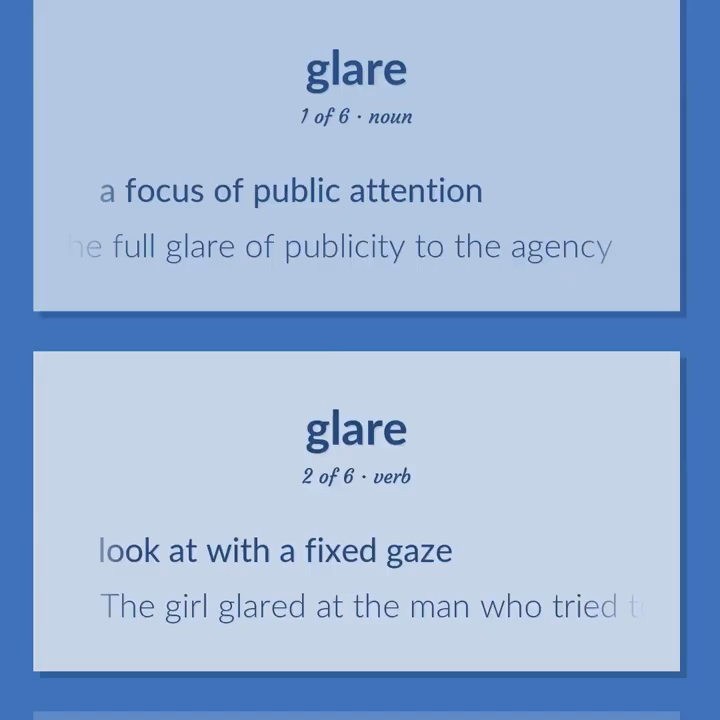 glare
1 of 6 · noun
a focus of public attention
full glare of publicity to the agency
glare
2 of 6 · verb
look at with a fixed gaze
The girl glared at the man who tried